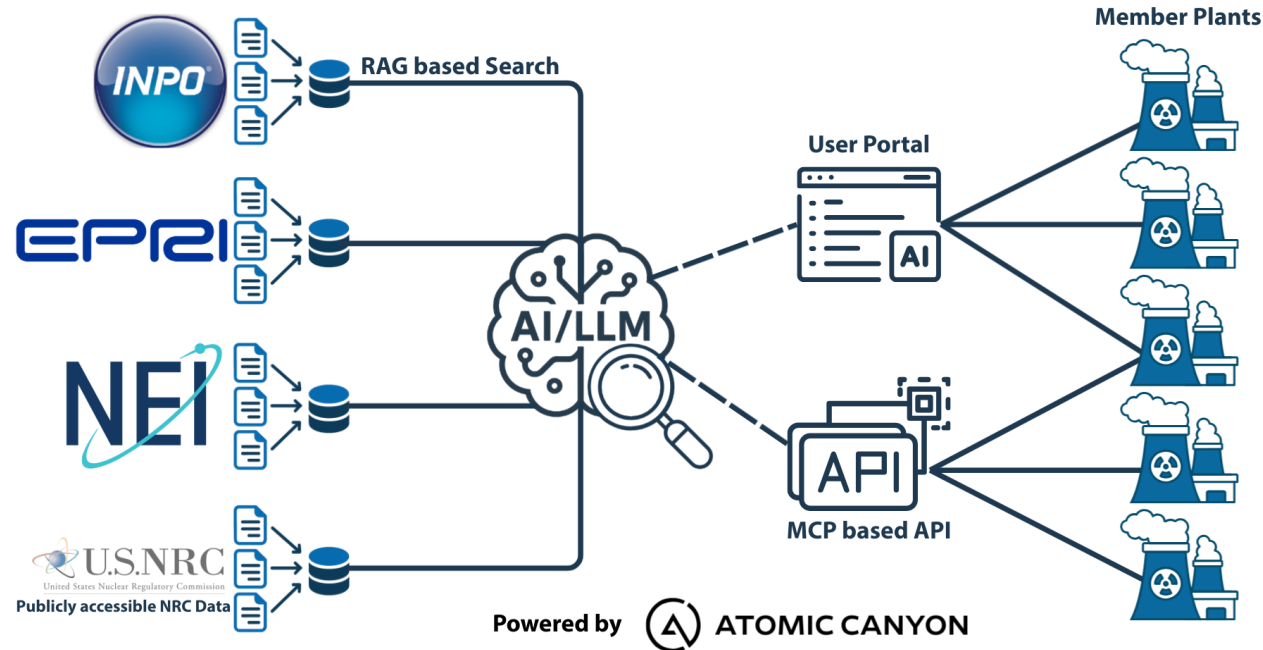 Member Plants
INPO®
RAG based Search
User Portal
AI
EPRI
AI/LLM
NEI
API
MCP based API
U.S.NRC
United States Nuclear Regulatory Commission
Publicly accessible NRC Data
Powered by ATOMIC CANYON